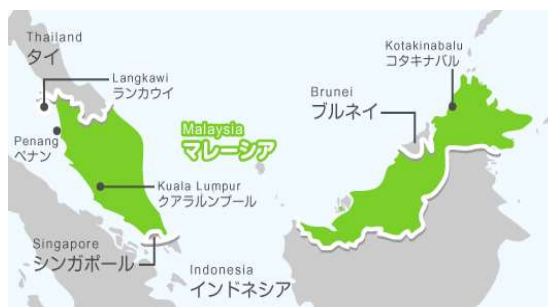 Thailand
タイ
Langkawi
ランカウイ
Penang
ペナン
Malaysia
マレーシア
Kuala Lumpur
クアラルンプール
Singapore
シンガポール
Indonesia
インドネシア
Brunei
ブルネイ
Kotakinabalu
コタキナバル